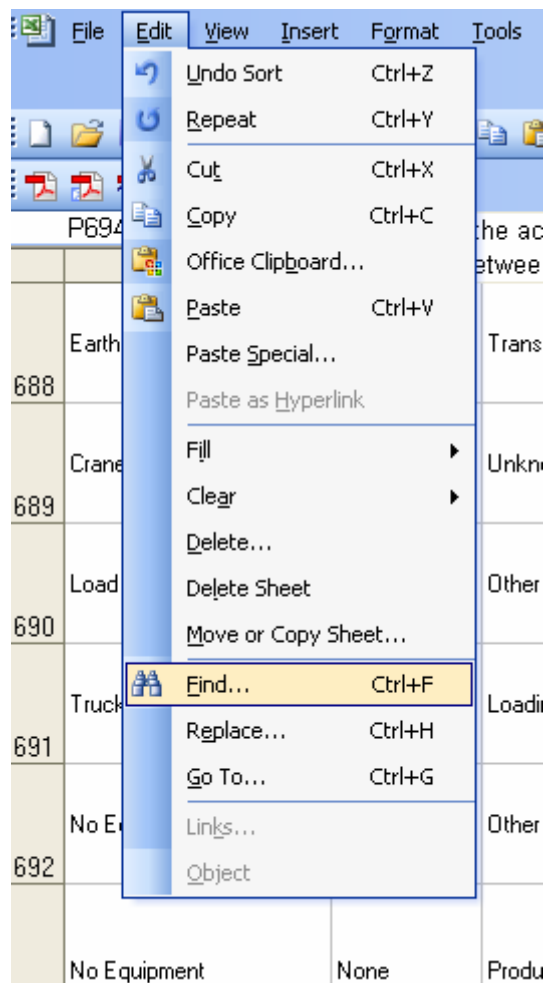 File Edit View Insert Format Tools
Undo Sort Ctrl+Z
Repeat Ctrl+Y
Cut Ctrl+X
Copy Ctrl+C
Office Clipboard...
Paste Ctrl+V
Paste Special...
Paste as Hyperlink
Fill
Clear
Delete...
Delete Sheet
Move or Copy Sheet...
Find... Ctrl+F
Replace... Ctrl+H
Go To... Ctrl+G
Links...
Object
P694 the ac
etwee
688 Earth Trans
689 Crane Unkn
690 Load Other
691 Truck Loadi
692 No E Other
No Equipment None Produ